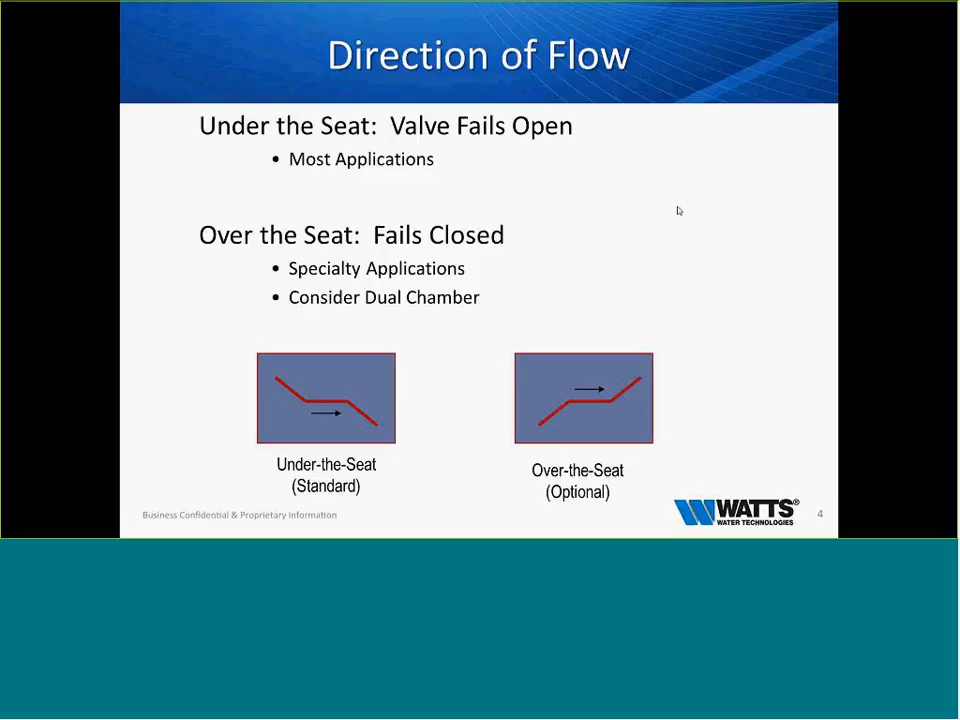 Direction of Flow
Under the Seat: Valve Fails Open
• Most Applications
Over the Seat: Fails Closed
• Specialty Applications
• Consider Dual Chamber
Under-the-Seat
(Standard)
Over-the-Seat
(Optional)
Business Confidential & Proprietary Information
WATTS®
WATER TECHNOLOGIES
4